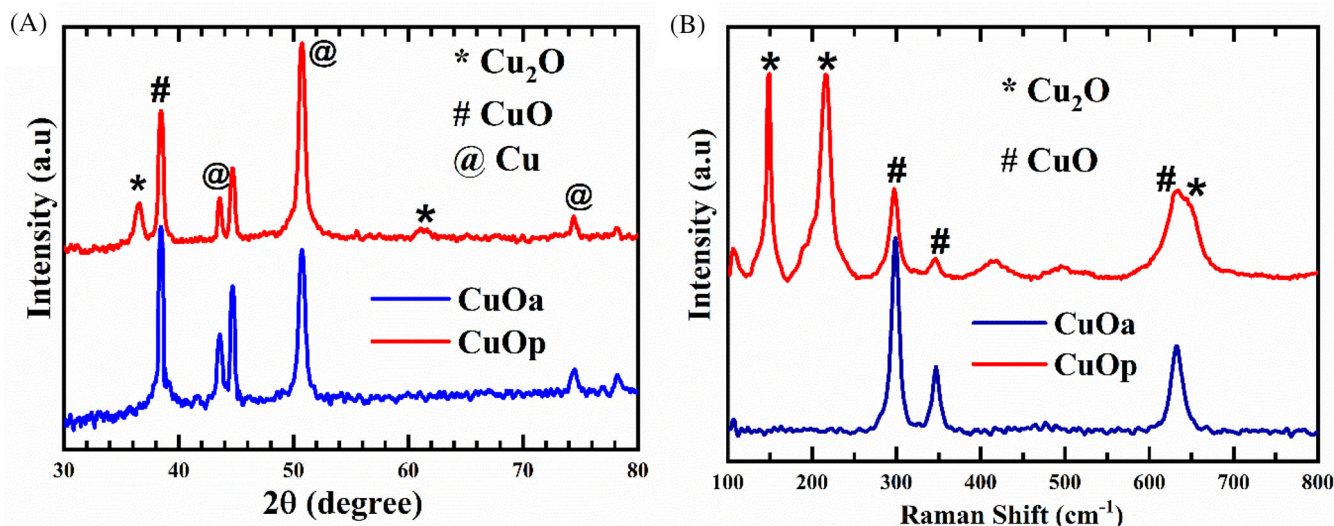 (A)
Intensity (a.u)
* # @ @ * @
* Cu₂O
# CuO
@ Cu
CuOa
CuOp
30 40 50 60 70 80
2θ (degree)
(B)
Intensity (a.u)
* * # # # *
* Cu₂O
# CuO
CuOa
CuOp
100 200 300 400 500 600 700 800
Raman Shift (cm⁻¹)